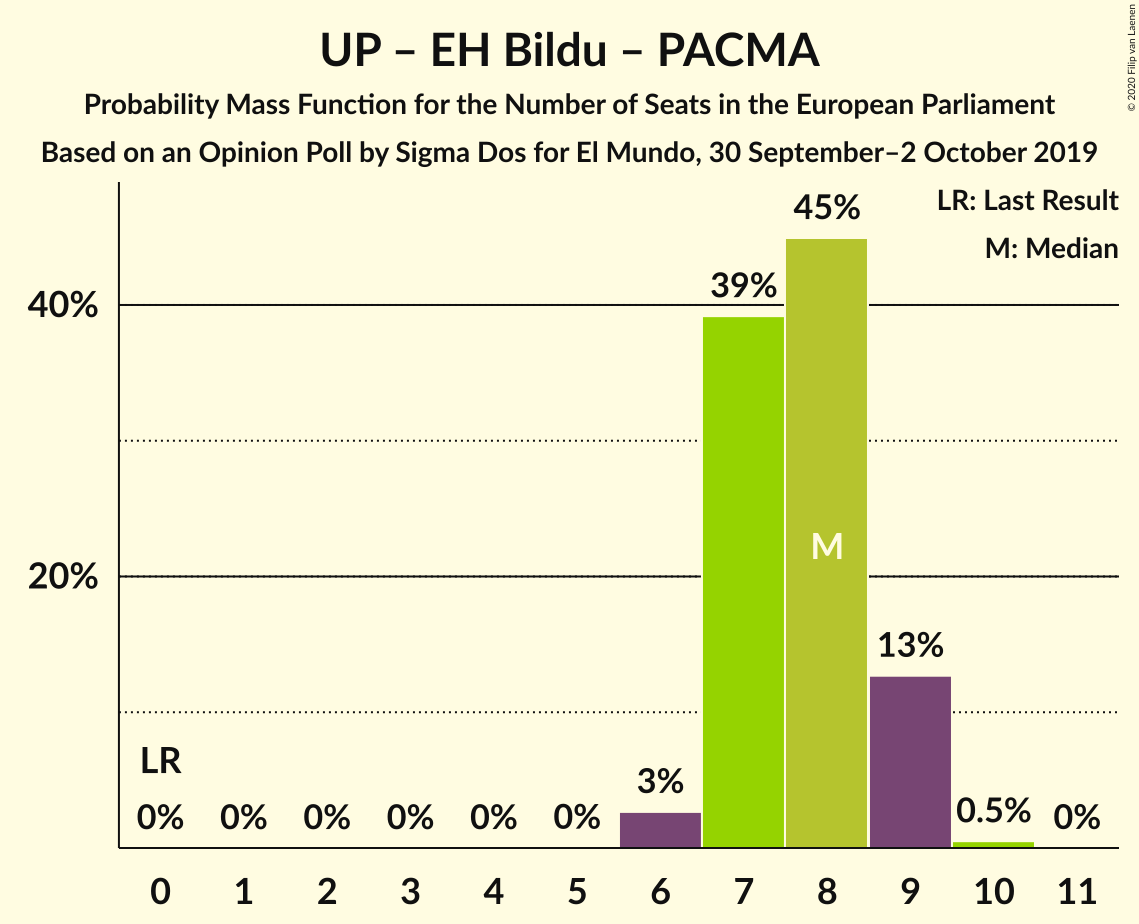 UP – EH Bildu – PACMA
Probability Mass Function for the Number of Seats in the European Parliament
Based on an Opinion Poll by Sigma Dos for El Mundo, 30 September–2 October 2019
© 2020 Filip van Laenen
LR: Last Result
M: Median
45%
39%
40%
M
20%
13%
LR
3%
0% 0% 0% 0% 0% 0% 0.5% 0%
0 1 2 3 4 5 6 7 8 9 10 11